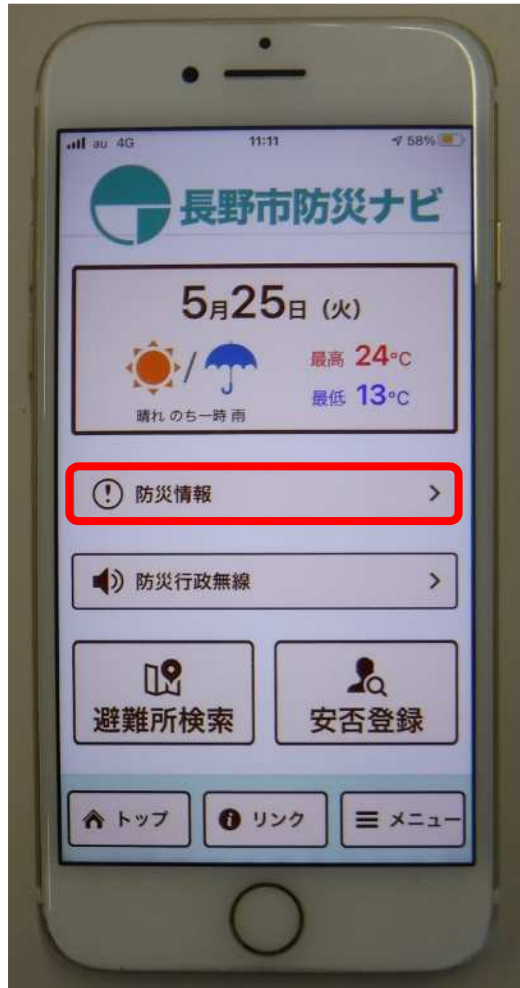 au 4G 11:11 58%
長野市防災ナビ
5月25日（火）
最高 24°C
最低 13°C
晴れ のち一時 雨
防災情報
防災行政無線
避難所検索 安否登録
トップ リンク メニュー